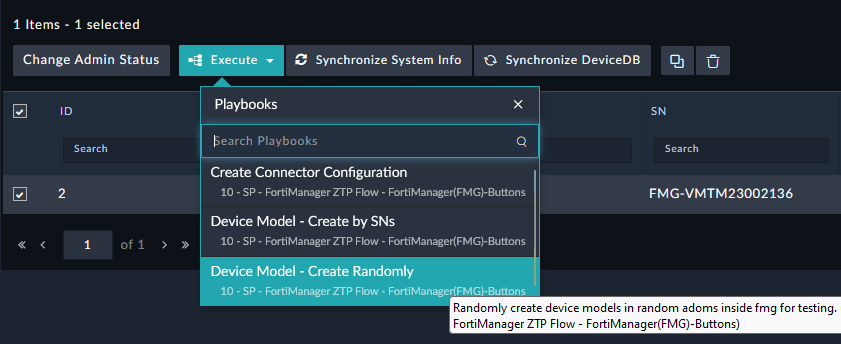 1 Items - 1 selected
Change Admin Status
Execute
Synchronize System Info
Synchronize DeviceDB
Playbooks
Search Playbooks
Create Connector Configuration
10 - SP - FortiManager ZTP Flow - FortiManager(FMG)-Buttons
Device Model - Create by SNs
10 - SP - FortiManager ZTP Flow - FortiManager(FMG)-Buttons
Device Model - Create Randomly
10 - SP - FortiManager ZTP Flow - FortiManager(FMG)-Buttons
Randomly create device models in random adoms inside fmg for testing.
FortiManager ZTP Flow - FortiManager(FMG)-Buttons)
ID
SN
Search
Search
2
FMG-VMTM23002136
« ‹ 1 of 1 › »